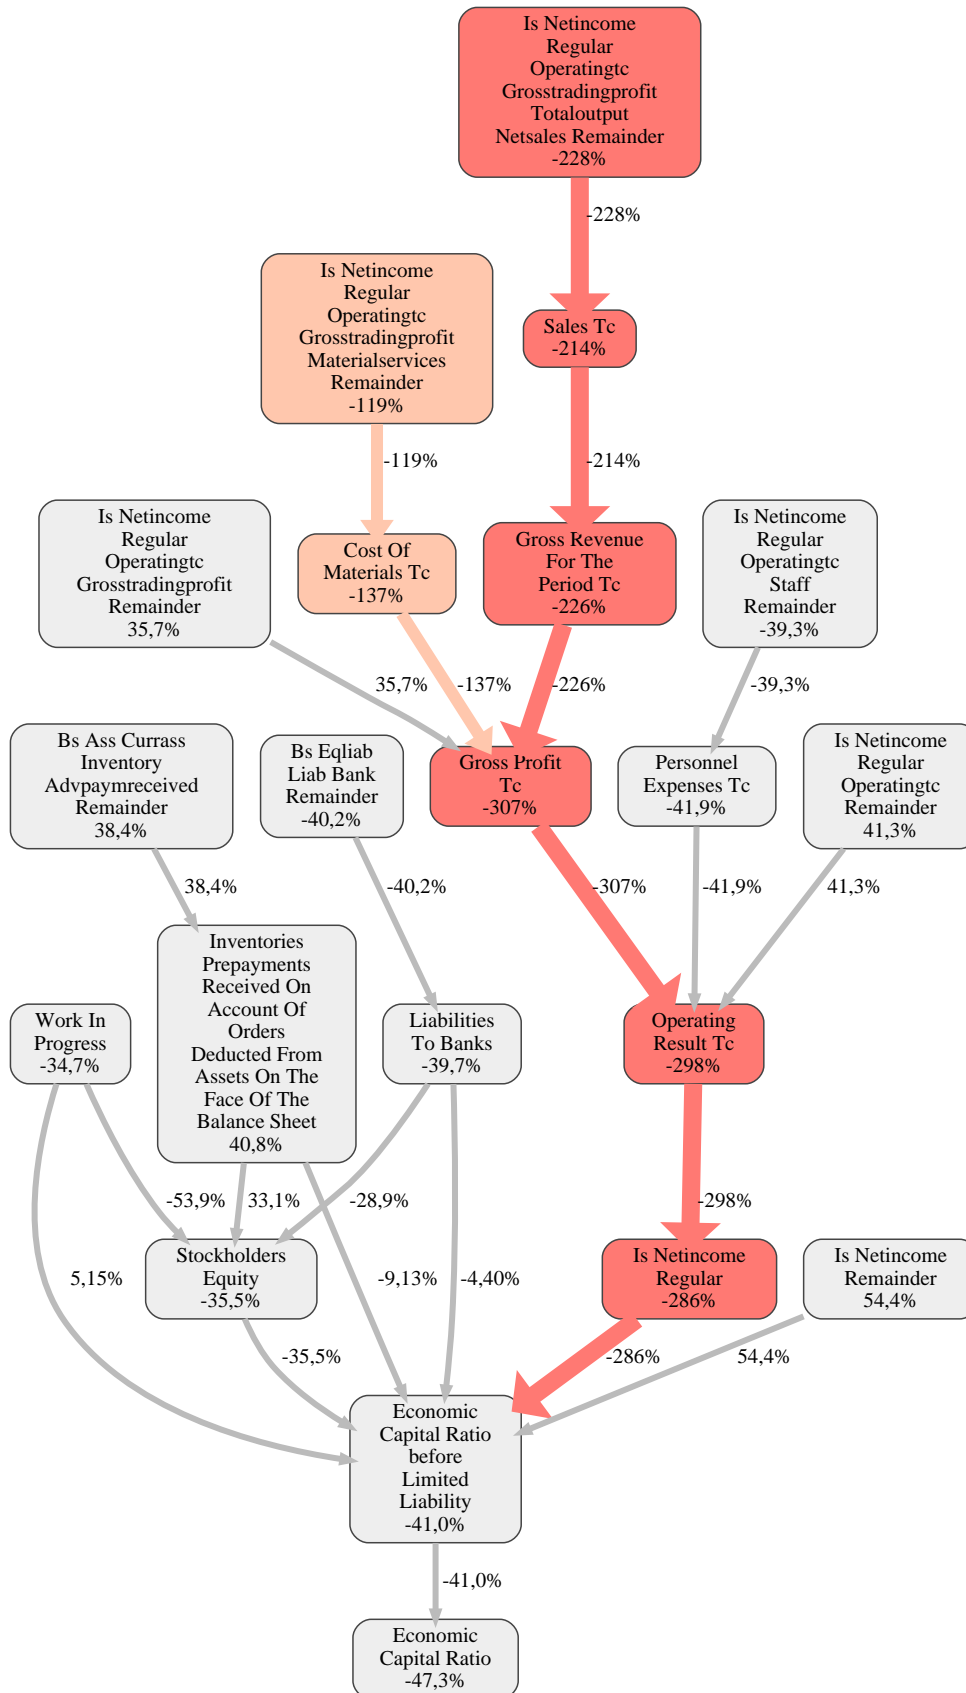 Is Netincome
Regular
Operatingtc
Grosstradingprofit
Totaloutput
Netsales Remainder
-228%
-228%
Is Netincome
Regular
Operatingtc
Grosstradingprofit
Materialservices
Remainder
-119%
Sales Tc
-214%
-119%
-214%
Is Netincome
Regular
Operatingtc
Grosstradingprofit
Remainder
35,7%
Cost Of
Materials Tc
-137%
Gross Revenue
For The
Period Tc
-226%
Is Netincome
Regular
Operatingtc
Staff
Remainder
-39,3%
35,7%
-137%
-226%
-39,3%
Bs Ass Currass
Inventory
Advpaymreceived
Remainder
38,4%
Bs Eqliab
Liab Bank
Remainder
-40,2%
Gross Profit
Tc
-307%
Personnel
Expenses Tc
-41,9%
Is Netincome
Regular
Operatingtc
Remainder
41,3%
38,4%
-40,2%
-307%
-41,9%
41,3%
Work In
Progress
-34,7%
Inventories
Prepayments
Received On
Account Of
Orders
Deducted From
Assets On The
Face Of The
Balance Sheet
40,8%
Liabilities
To Banks
-39,7%
Operating
Result Tc
-298%
-53,9%
33,1%
-28,9%
-298%
5,15%
Stockholders
Equity
-35,5%
-9,13%
-4,40%
Is Netincome
Regular
-286%
Is Netincome
Remainder
54,4%
-35,5%
-286%
54,4%
Economic
Capital Ratio
before
Limited
Liability
-41,0%
-41,0%
Economic
Capital Ratio
-47,3%